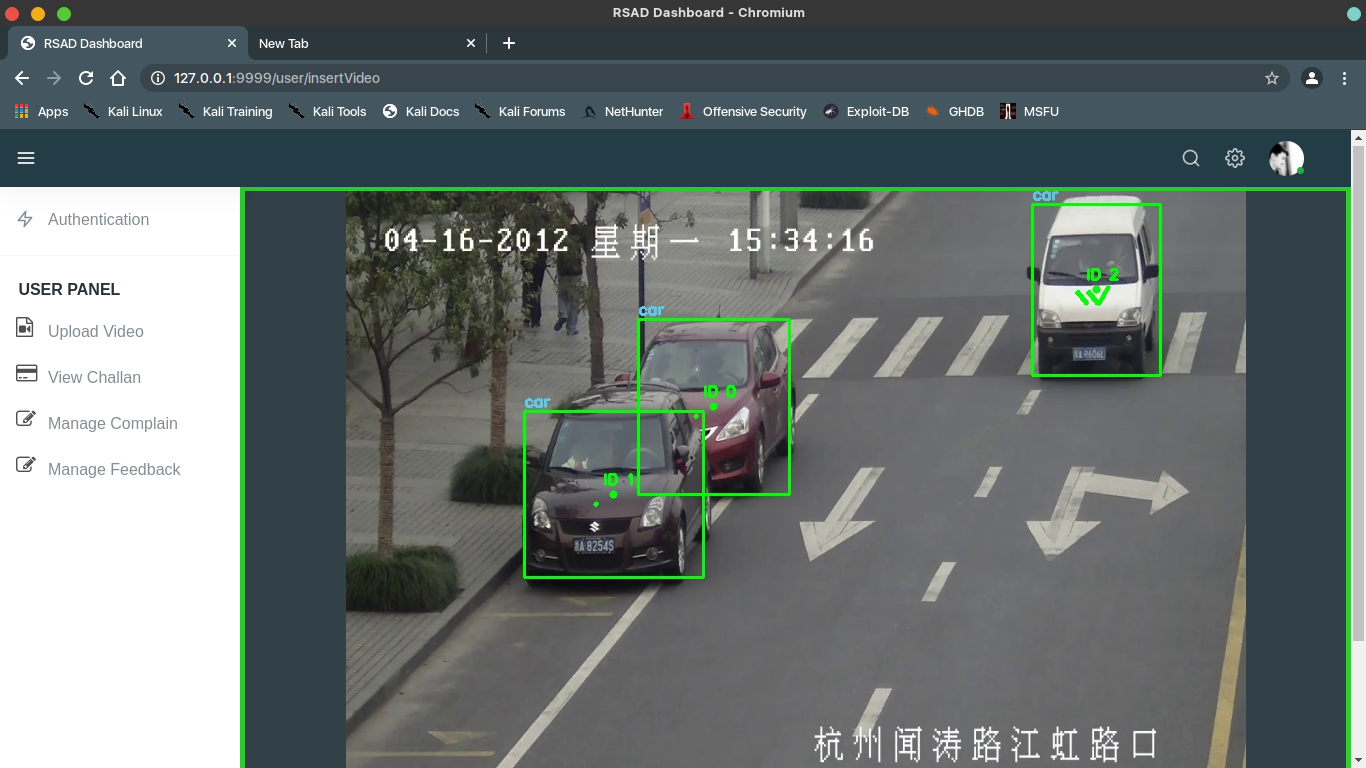 RSAD Dashboard - Chromium
RSAD Dashboard
New Tab
127.0.0.1:9999/user/insertVideo
Apps Kali Linux Kali Training Kali Tools Kali Docs Kali Forums NetHunter Offensive Security Exploit-DB GHDB MSFU
Authentication
USER PANEL
Upload Video
View Challan
Manage Complain
Manage Feedback
04-16-2012 星期一 15:34:16
car
ID 2
car
ID 0
car
ID 1
A 8254S
杭州闻涛路江虹路口